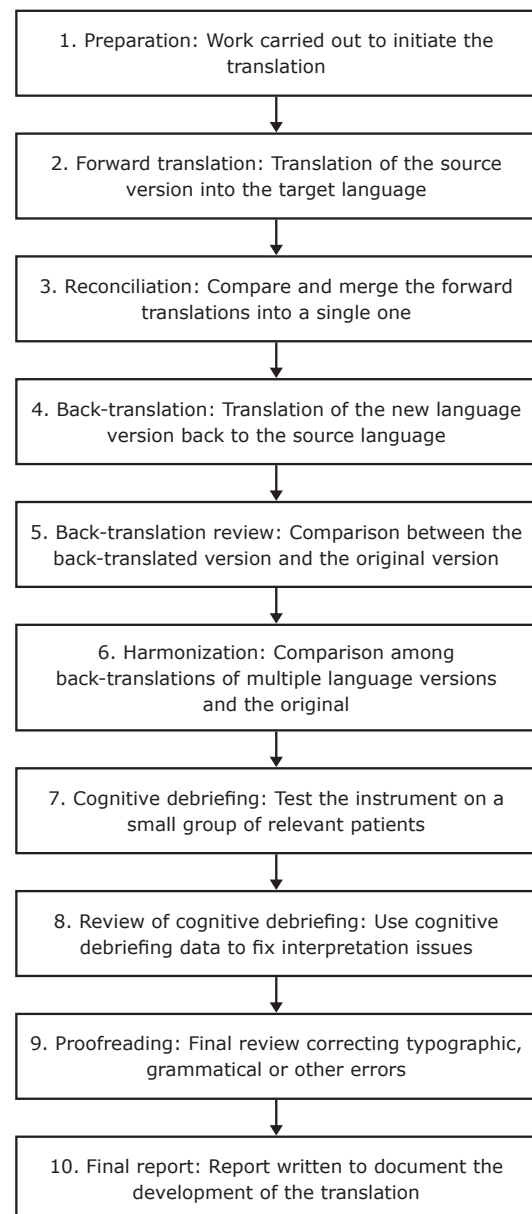 1. Preparation: Work carried out to initiate the
translation
2. Forward translation: Translation of the source
version into the target language
3. Reconciliation: Compare and merge the forward
translations into a single one
4. Back-translation: Translation of the new language
version back to the source language
5. Back-translation review: Comparison between the
back-translated version and the original version
6. Harmonization: Comparison among
back-translations of multiple language versions
and the original
7. Cognitive debriefing: Test the instrument on a
small group of relevant patients
8. Review of cognitive debriefing: Use cognitive
debriefing data to fix interpretation issues
9. Proofreading: Final review correcting typographic,
grammatical or other errors
10. Final report: Report written to document the
development of the translation